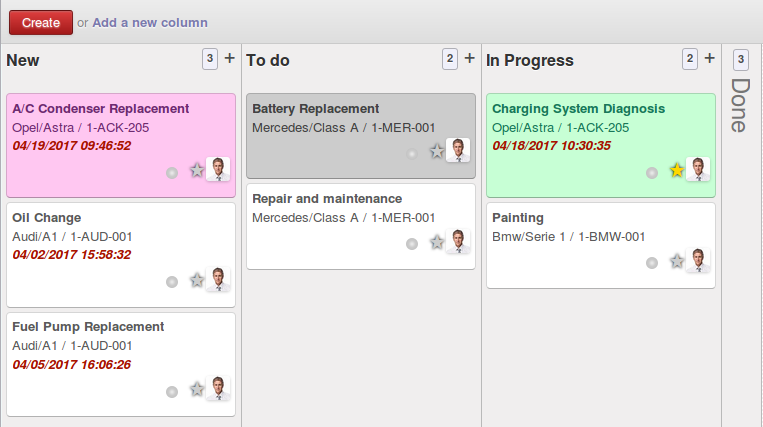 Create or Add a new column
New 3 +
A/C Condenser Replacement
Opel/Astra / 1-ACK-205
04/19/2017 09:46:52
Oil Change
Audi/A1 / 1-AUD-001
04/02/2017 15:58:32
Fuel Pump Replacement
Audi/A1 / 1-AUD-001
04/05/2017 16:06:26
To do 2 +
Battery Replacement
Mercedes/Class A / 1-MER-001
Repair and maintenance
Mercedes/Class A / 1-MER-001
In Progress 2 +
Charging System Diagnosis
Opel/Astra / 1-ACK-205
04/18/2017 10:30:35
Painting
Bmw/Serie 1 / 1-BMW-001
3
Done